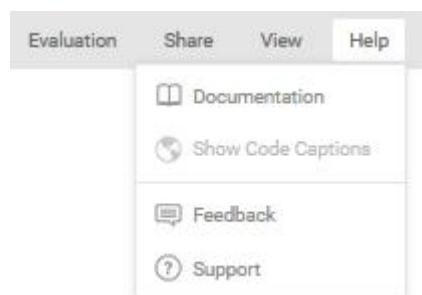 Evaluation Share View Help
Documentation
Show Code Captions
Feedback
Support